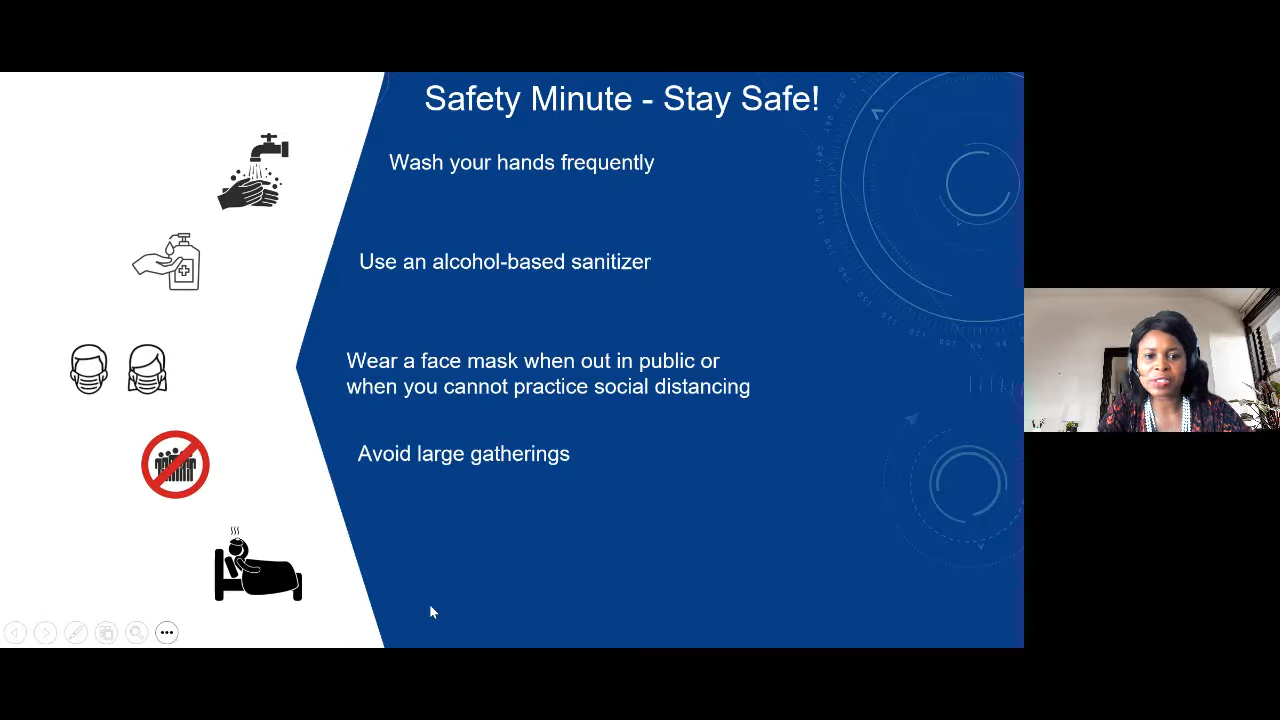 Safety Minute - Stay Safe!
Wash your hands frequently
Use an alcohol-based sanitizer
Wear a face mask when out in public or
when you cannot practice social distancing
Avoid large gatherings